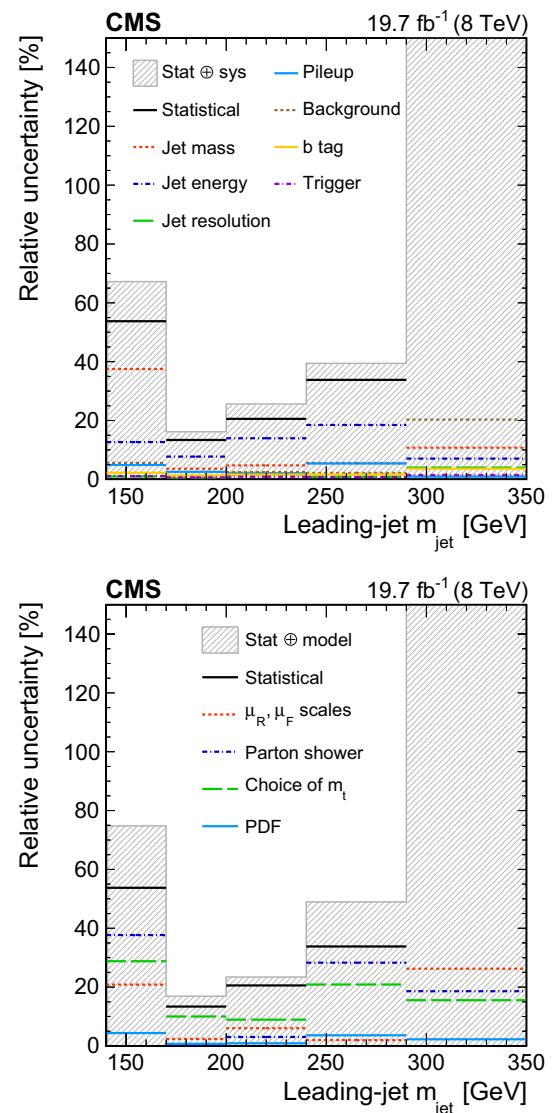 CMS 19.7 fb⁻¹ (8 TeV)
Relative uncertainty [%]
140
120
100
80
60
40
20
0
Stat ⊕ sys
Statistical
Jet mass
Jet energy
Jet resolution
Pileup
Background
b tag
Trigger
150 200 250 300 350
Leading-jet m_jet [GeV]
CMS 19.7 fb⁻¹ (8 TeV)
Relative uncertainty [%]
140
120
100
80
60
40
20
0
Stat ⊕ model
Statistical
μ_R, μ_F scales
Parton shower
Choice of m_t
PDF
150 200 250 300 350
Leading-jet m_jet [GeV]